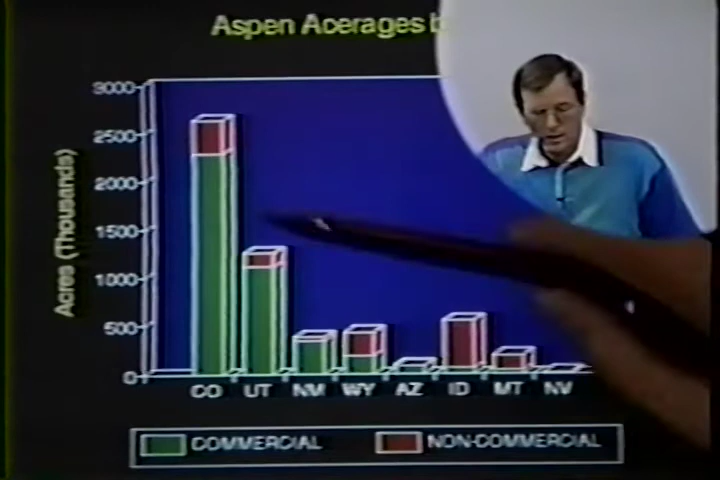 Aspen Acerages b
3000
2500
2000
1500
1000
500
0
Acres (Thousands)
CO UT NM WY AZ ID MT NV
COMMERCIAL NON-COMMERCIAL